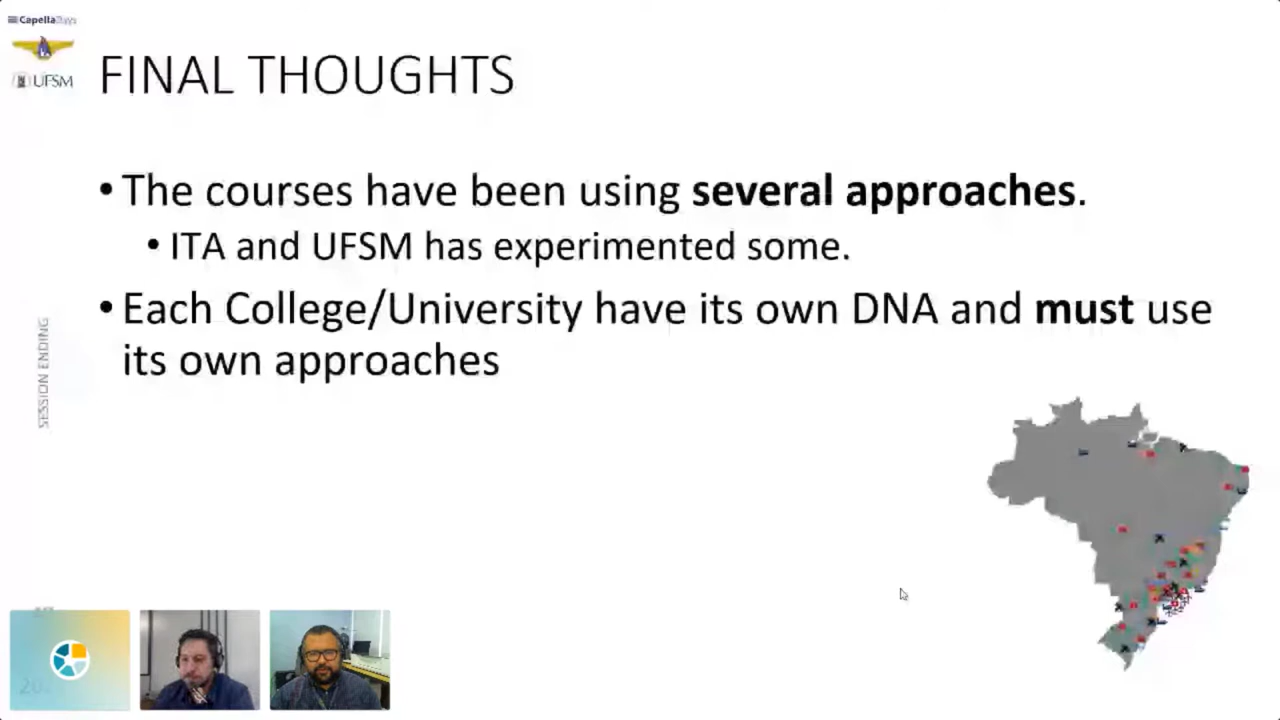 CapellaDays
UFSM
FINAL THOUGHTS
• The courses have been using several approaches.
• ITA and UFSM has experimented some.
• Each College/University have its own DNA and must use
its own approaches
SESSION ENDING